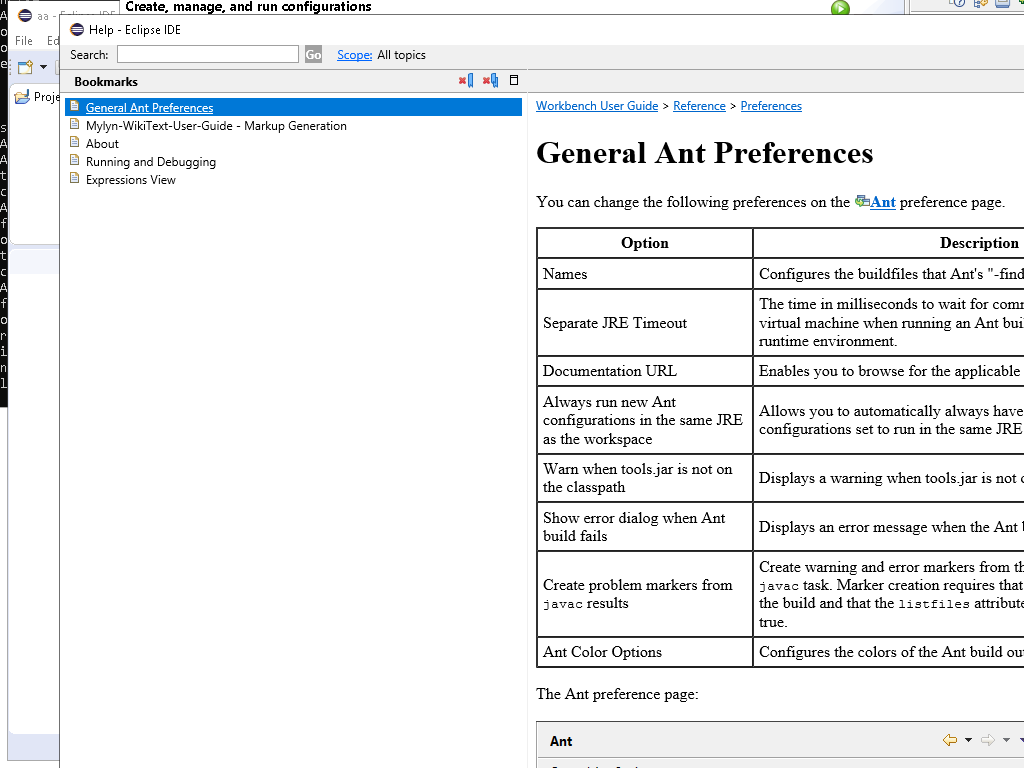 Create, manage, and run configurations
aa - Eclipse IDE
File Ed
Proje
Help - Eclipse IDE
Search:
Go
Scope: All topics
Bookmarks
General Ant Preferences
Mylyn-WikiText-User-Guide - Markup Generation
About
Running and Debugging
Expressions View
Workbench User Guide > Reference > Preferences
General Ant Preferences
You can change the following preferences on the Ant preference page.
Option Description
Names Configures the buildfiles that Ant's "-find
Separate JRE Timeout
The time in milliseconds to wait for
virtual machine when running an Ant
runtime environment.
Documentation URL Enables you to browse for the applicable
Always run new Ant
configurations in the same JRE
as the workspace
Allows you to automatically always have
configurations set to run in the same JRE
Warn when tools.jar is not on
the classpath
Displays a warning when tools.jar is not
Show error dialog when Ant
build fails
Displays an error message when the Ant
Create problem markers from
javac results
Create warning and error markers from
javac task. Marker creation requires that
the build and that the listfiles attribute
true.
Ant Color Options Configures the colors of the Ant build
The Ant preference page:
Ant